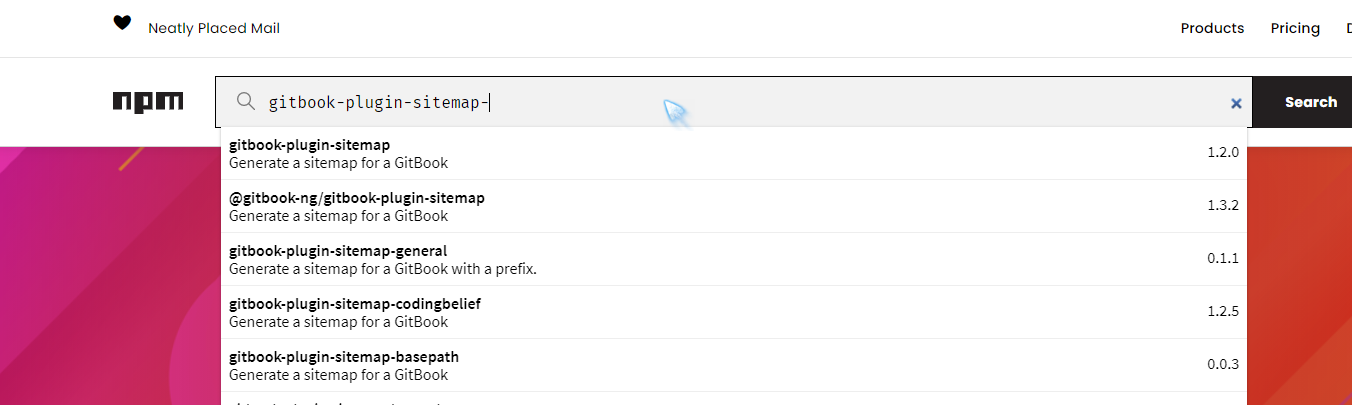 Neatly Placed Mail
Products Pricing
npm
gitbook-plugin-sitemap-
Search
gitbook-plugin-sitemap
Generate a sitemap for a GitBook
1.2.0
@gitbook-ng/gitbook-plugin-sitemap
Generate a sitemap for a GitBook
1.3.2
gitbook-plugin-sitemap-general
Generate a sitemap for a GitBook with a prefix.
0.1.1
gitbook-plugin-sitemap-codingbelief
Generate a sitemap for a GitBook
1.2.5
gitbook-plugin-sitemap-basepath
Generate a sitemap for a GitBook
0.0.3